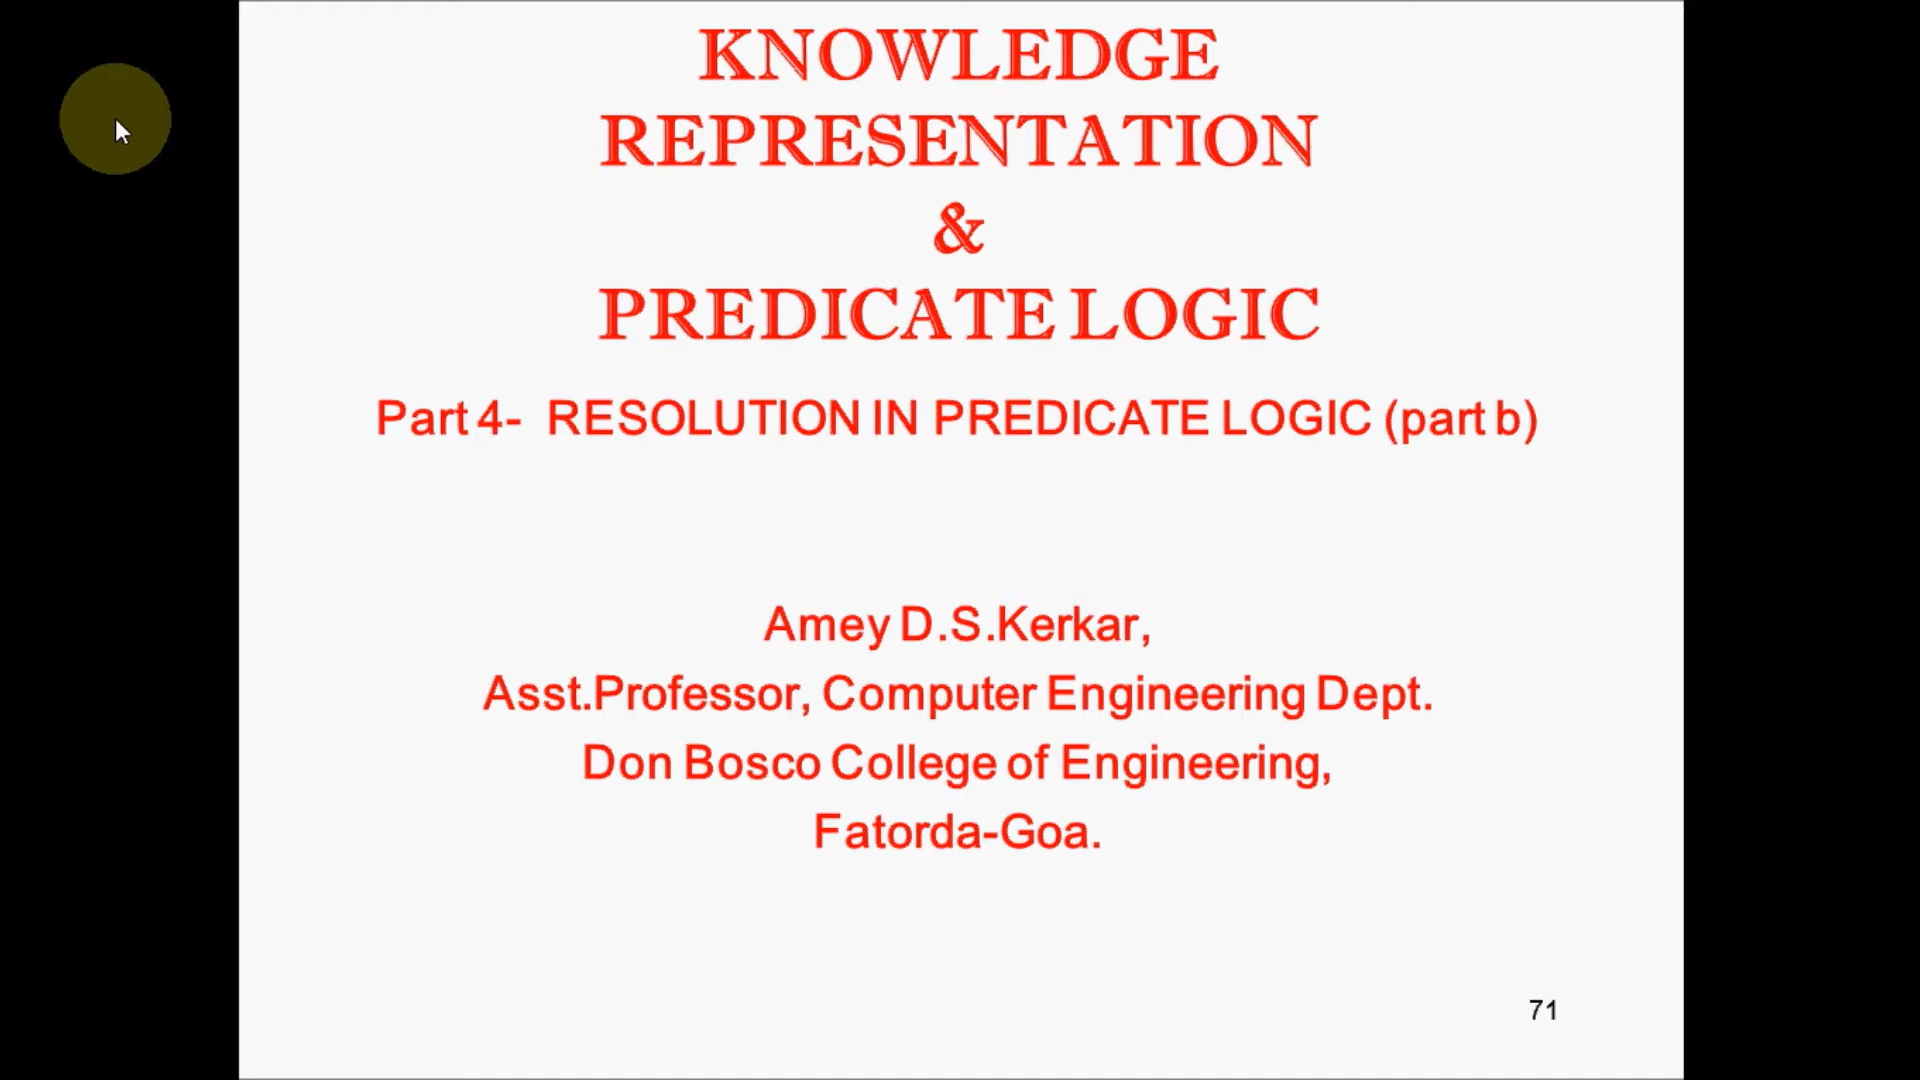 KNOWLEDGE
REPRESENTATION
&
PREDICATE LOGIC
Part 4- RESOLUTION IN PREDICATE LOGIC (part b)
Amey D.S.Kerkar,
Asst.Professor, Computer Engineering Dept.
Don Bosco College of Engineering,
Fatorda-Goa.
71